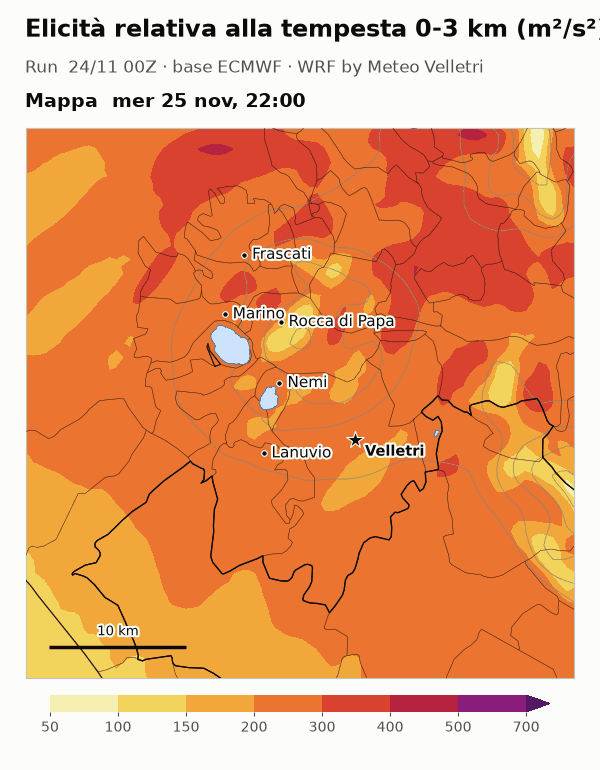 Elicità relativa alla tempesta 0-3 km (m²/s²)
Run  24/11 00Z · base ECMWF · WRF by Meteo Velletri
Mappa  mer 25 nov, 22:00
Frascati
Marino
Rocca di Papa
Nemi
Velletri
Lanuvio
10 km
50 100 150 200 300 400 500 700